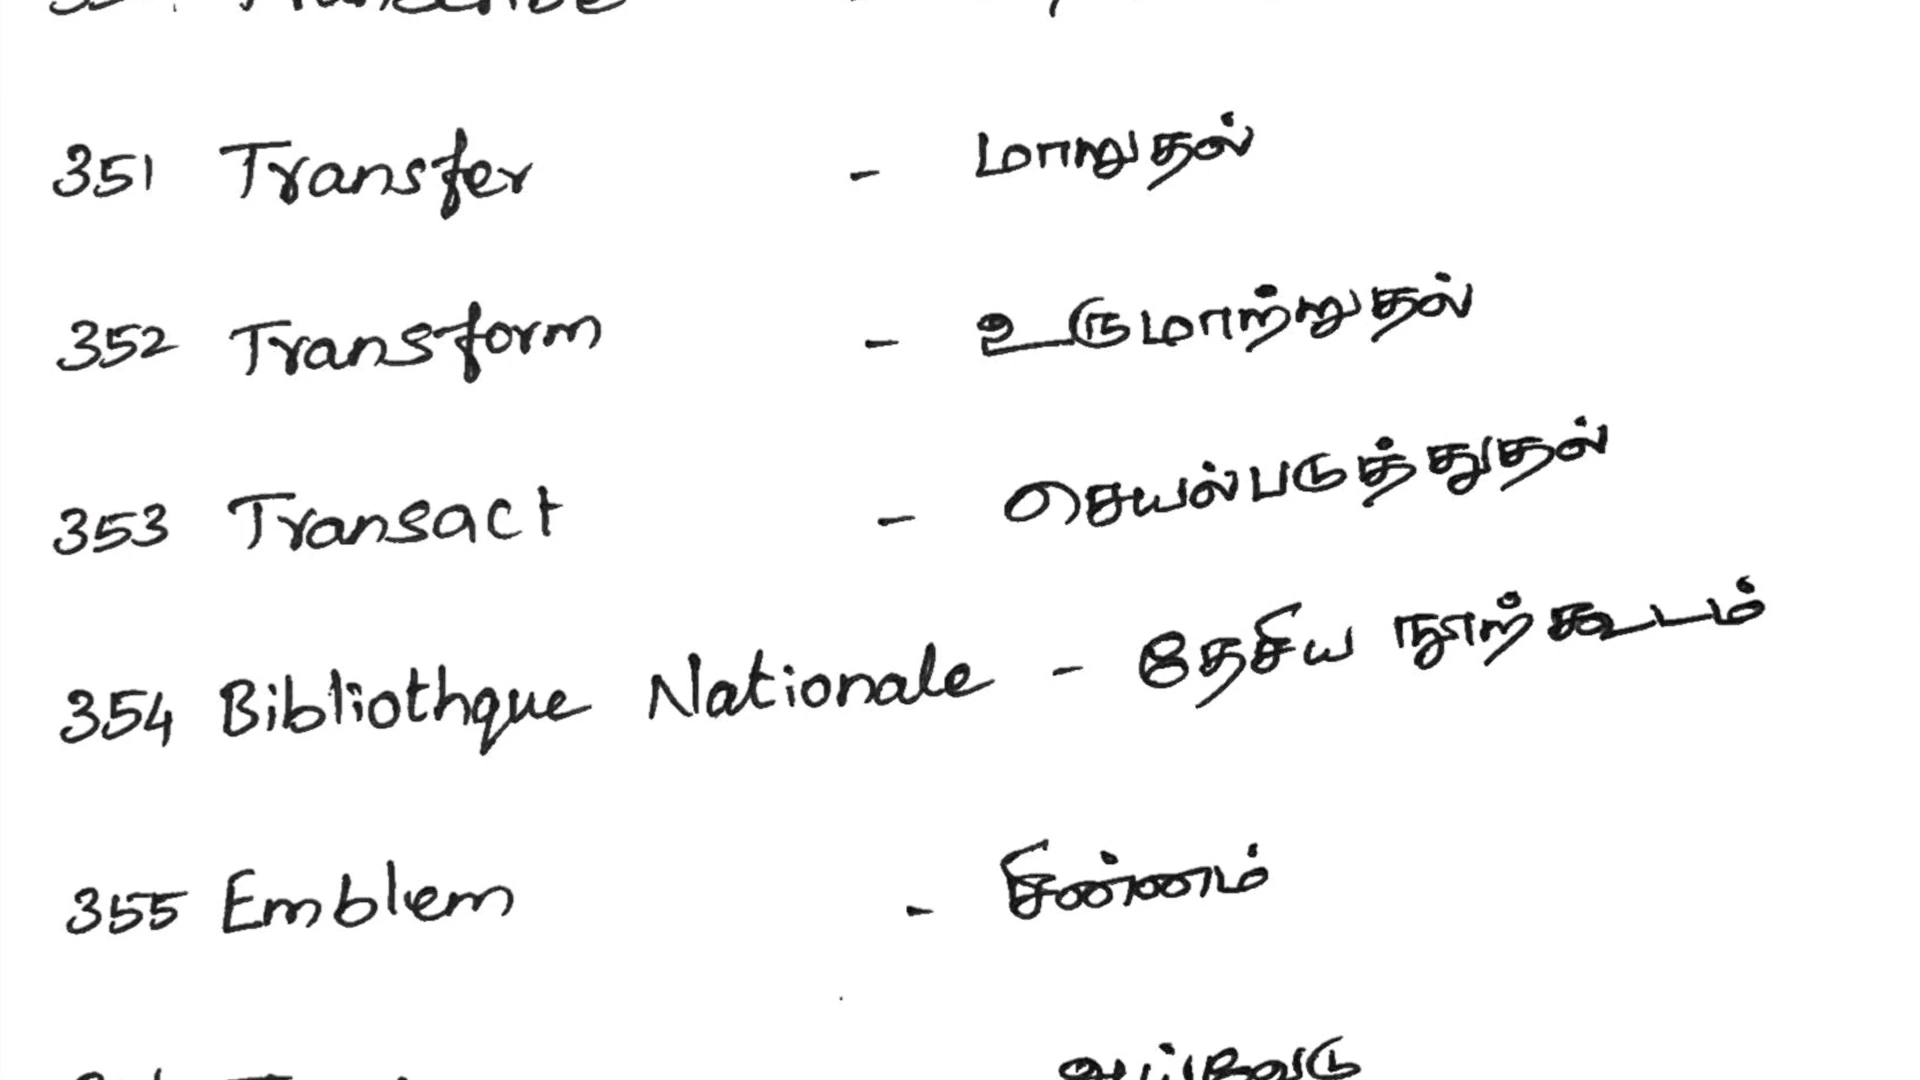 351 Transfer - மாறுதல்
352 Transform - உருமாற்றுதல்
353 Transact - செயல்படுத்துதல்
354 Bibliothque Nationale - தேசிய நூற்கூடம்
355 Emblem - சின்னம்